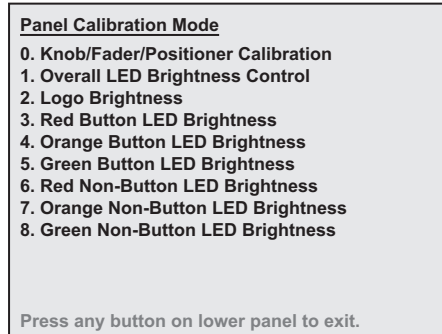 Panel Calibration Mode
0. Knob/Fader/Positioner Calibration
1. Overall LED Brightness Control
2. Logo Brightness
3. Red Button LED Brightness
4. Orange Button LED Brightness
5. Green Button LED Brightness
6. Red Non-Button LED Brightness
7. Orange Non-Button LED Brightness
8. Green Non-Button LED Brightness
Press any button on lower panel to exit.